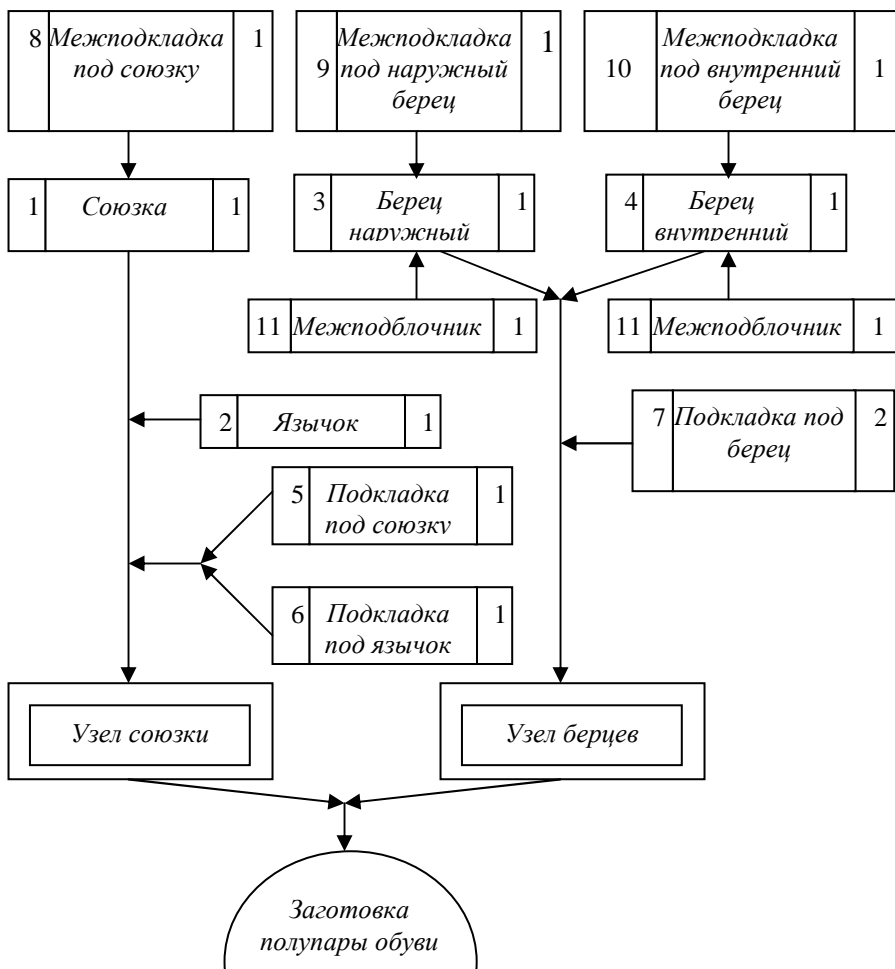 8 Межподкладка под союзку 1
9 Межподкладка под наружный берец 1
10 Межподкладка под внутренний берец 1
1 Союзка 1
3 Берец наружный 1
4 Берец внутренний 1
11 Межподблочник 1
11 Межподблочник 1
2 Язычок 1
7 Подкладка под берец 2
5 Подкладка под союзку 1
6 Подкладка под язычок 1
Узел союзки
Узел берцев
Заготовка
полупары обуви